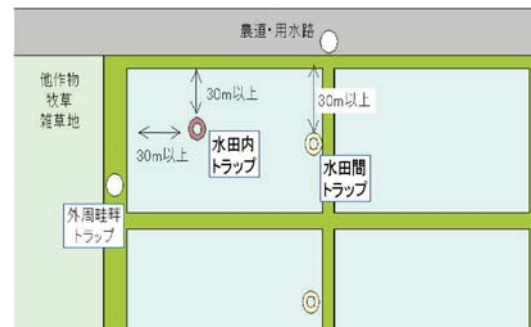 農道・用水路
他作物
牧草
雑草地
30m以上
30m以上
30m以上
水田内
トラップ
水田間
トラップ
外周畦畔
トラップ